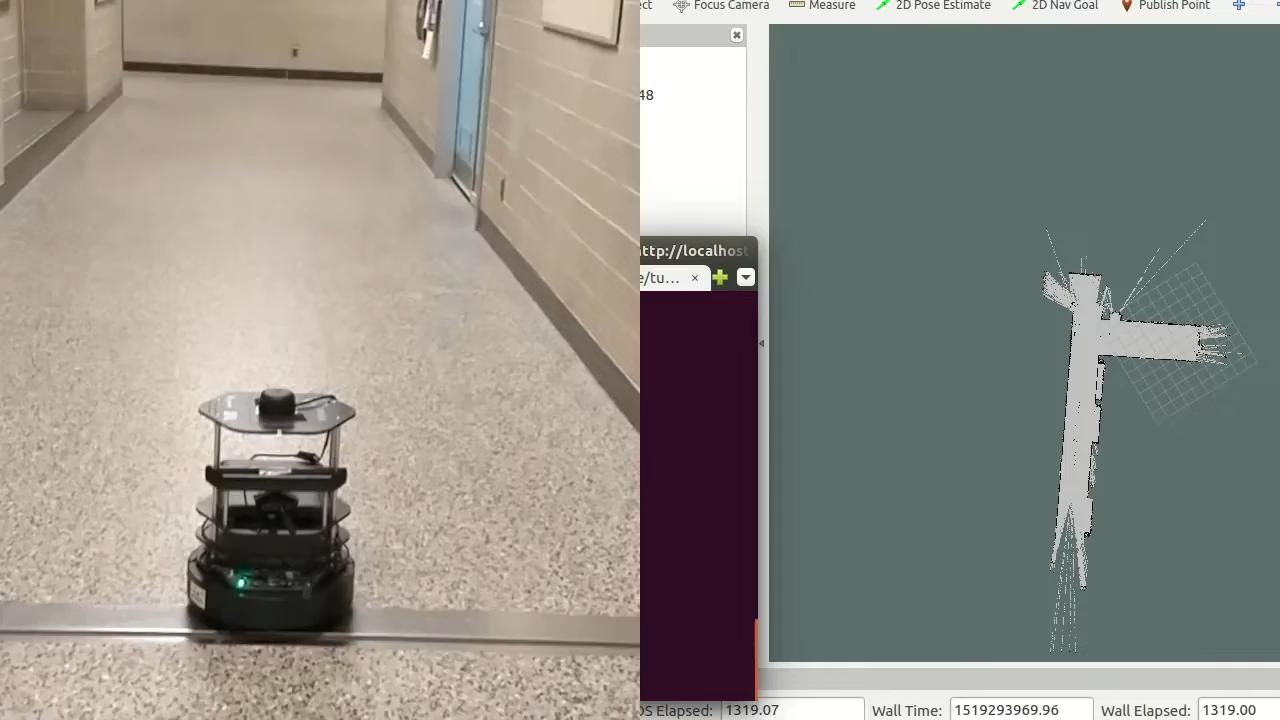 ct Focus Camera Measure 2D Pose Estimate 2D Nav Goal Publish Point
48
ttp://localhost
e/tu...
OS Elapsed: 1319.07 Wall Time: 1519293969.96 Wall Elapsed: 1319.00